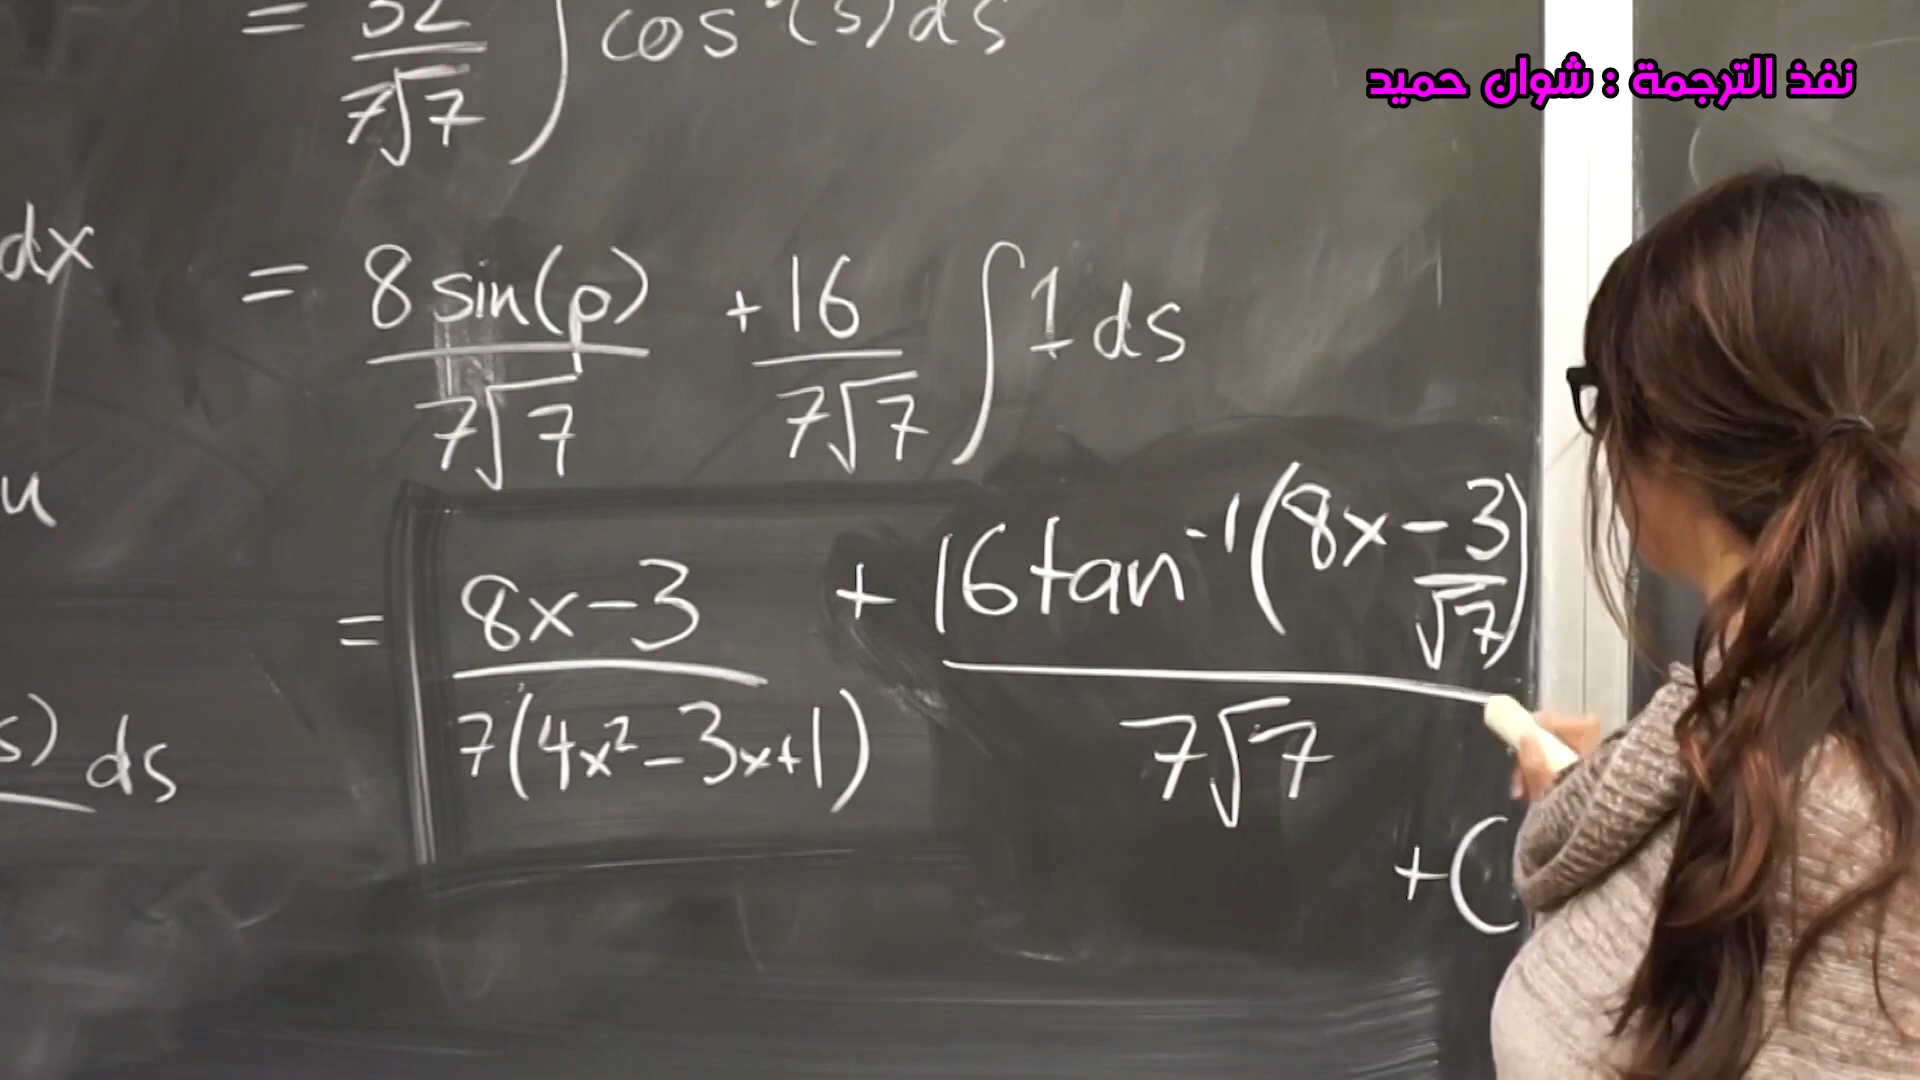 = 32/7√7 ∫ cos²(s) ds
نفذ الترجمة : شوان حميد
dx
= 8 sin(p)/7√7 + 16/7√7 ∫ 1 ds
u
= 8x-3/7(4x²-3x+1) + 16 tan⁻¹(8x-3/√7)/7√7
s) ds
+C